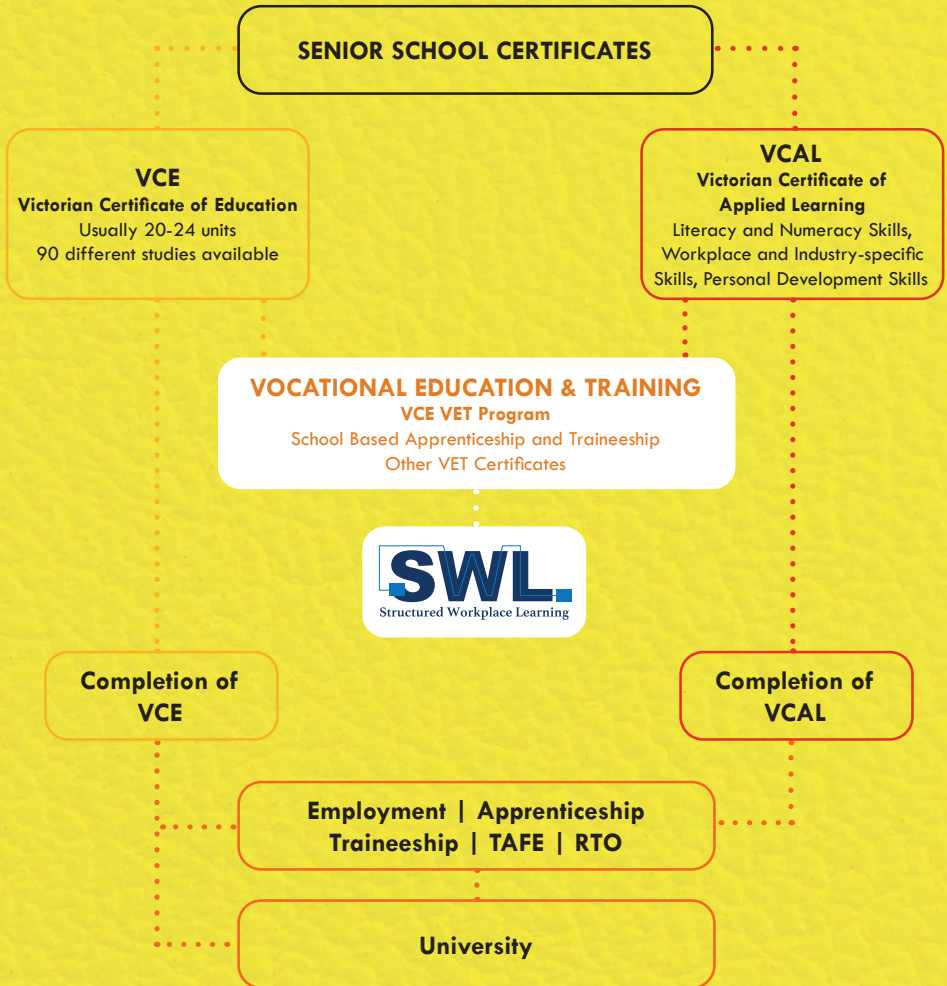 SENIOR SCHOOL CERTIFICATES
VCE
Victorian Certificate of Education
Usually 20-24 units
90 different studies available
VCAL
Victorian Certificate of
Applied Learning
Literacy and Numeracy Skills,
Workplace and Industry-specific
Skills, Personal Development Skills
VOCATIONAL EDUCATION & TRAINING
VCE VET Program
School Based Apprenticeship and Traineeship
Other VET Certificates
SWL
Structured Workplace Learning
Completion of
VCE
Completion of
VCAL
Employment | Apprenticeship
Traineeship | TAFE | RTO
University